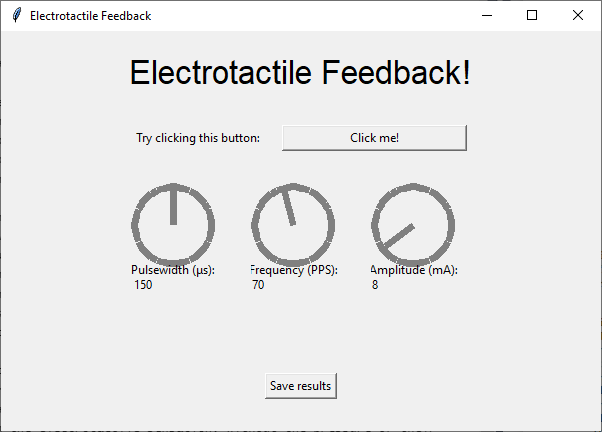 Electrotactile Feedback
Electrotactile Feedback!
Try clicking this button:
Click me!
Pulsewidth (µs):
150
Frequency (PPS):
70
Amplitude (mA):
8
Save results